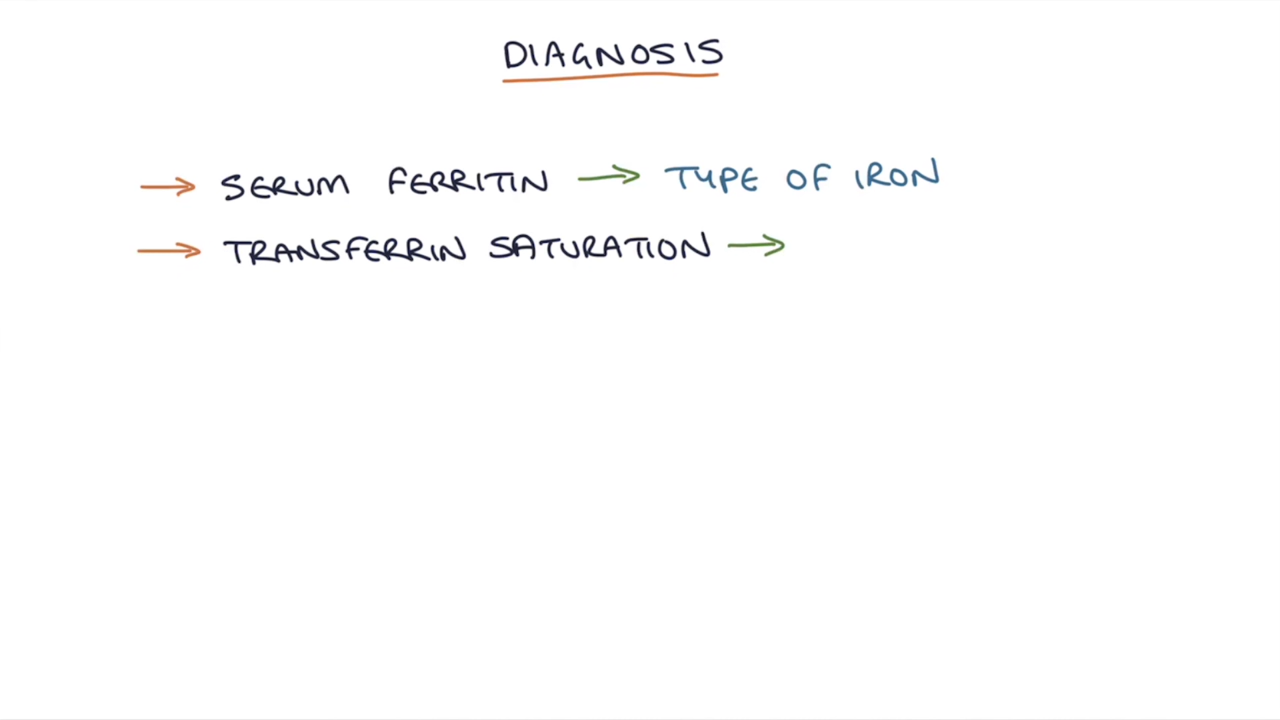 DIAGNOSIS
→ SERUM FERRITIN → TYPE OF IRON
→ TRANSFERRIN SATURATION →